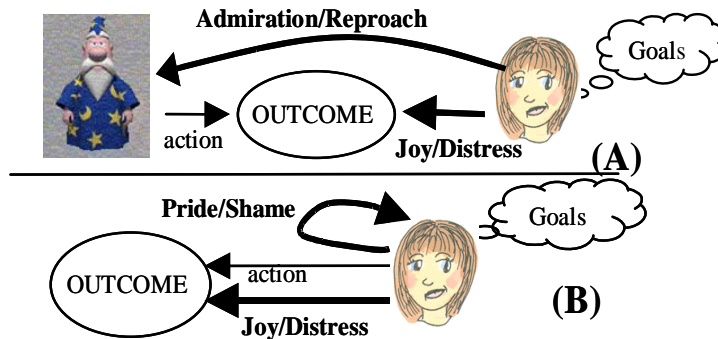 Admiration/Reproach
Goals
OUTCOME
action
Joy/Distress
(A)
Pride/Shame
Goals
OUTCOME
action
(B)
Joy/Distress